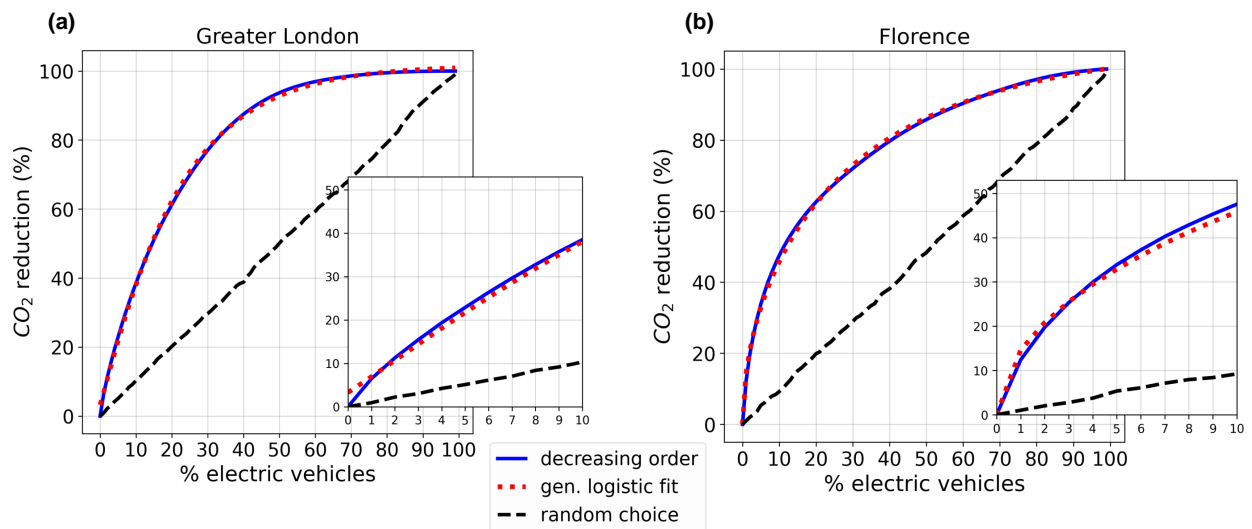 (a)
Greater London
CO2 reduction (%)
100
80
60
40
20
0
0 10 20 30 40 50 60 70 80 90 100
% electric vehicles
50
40
30
20
10
0
0 1 2 3 4 5 6 7 8 9 10
(b)
Florence
CO2 reduction (%)
100
80
60
40
20
0
0 10 20 30 40 50 60 70 80 90 100
% electric vehicles
50
40
30
20
10
0
0 1 2 3 4 5 6 7 8 9 10
decreasing order
gen. logistic fit
random choice